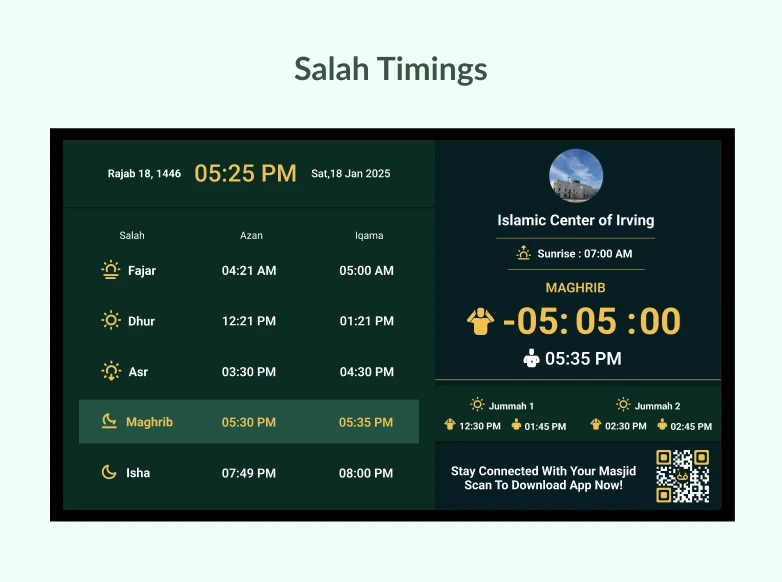 Salah Timings
Rajab 18, 1446 05:25 PM Sat,18 Jan 2025
Salah Azan Iqama
Fajar 04:21 AM 05:00 AM
Dhur 12:21 PM 01:21 PM
Asr 03:30 PM 04:30 PM
Maghrib 05:30 PM 05:35 PM
Isha 07:49 PM 08:00 PM
Islamic Center of Irving
Sunrise : 07:00 AM
MAGHRIB
-05: 05 :00
05:35 PM
Jummah 1 Jummah 2
12:30 PM 01:45 PM 02:30 PM 02:45 PM
Stay Connected With Your Masjid
Scan To Download App Now!